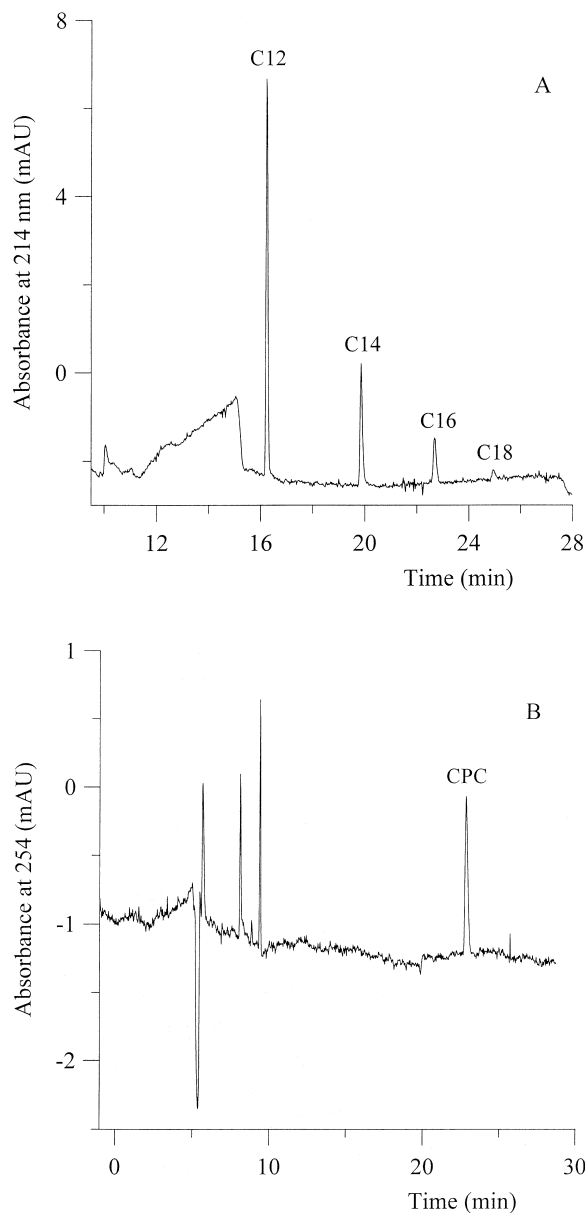 8
C12
A
Absorbance at 214 nm (mAU)
4
C14
0
C16
C18
12 16 20 24 28
Time (min)
1
B
0
CPC
Absorbance at 254 (mAU)
-1
-2
0 10 20 30
Time (min)